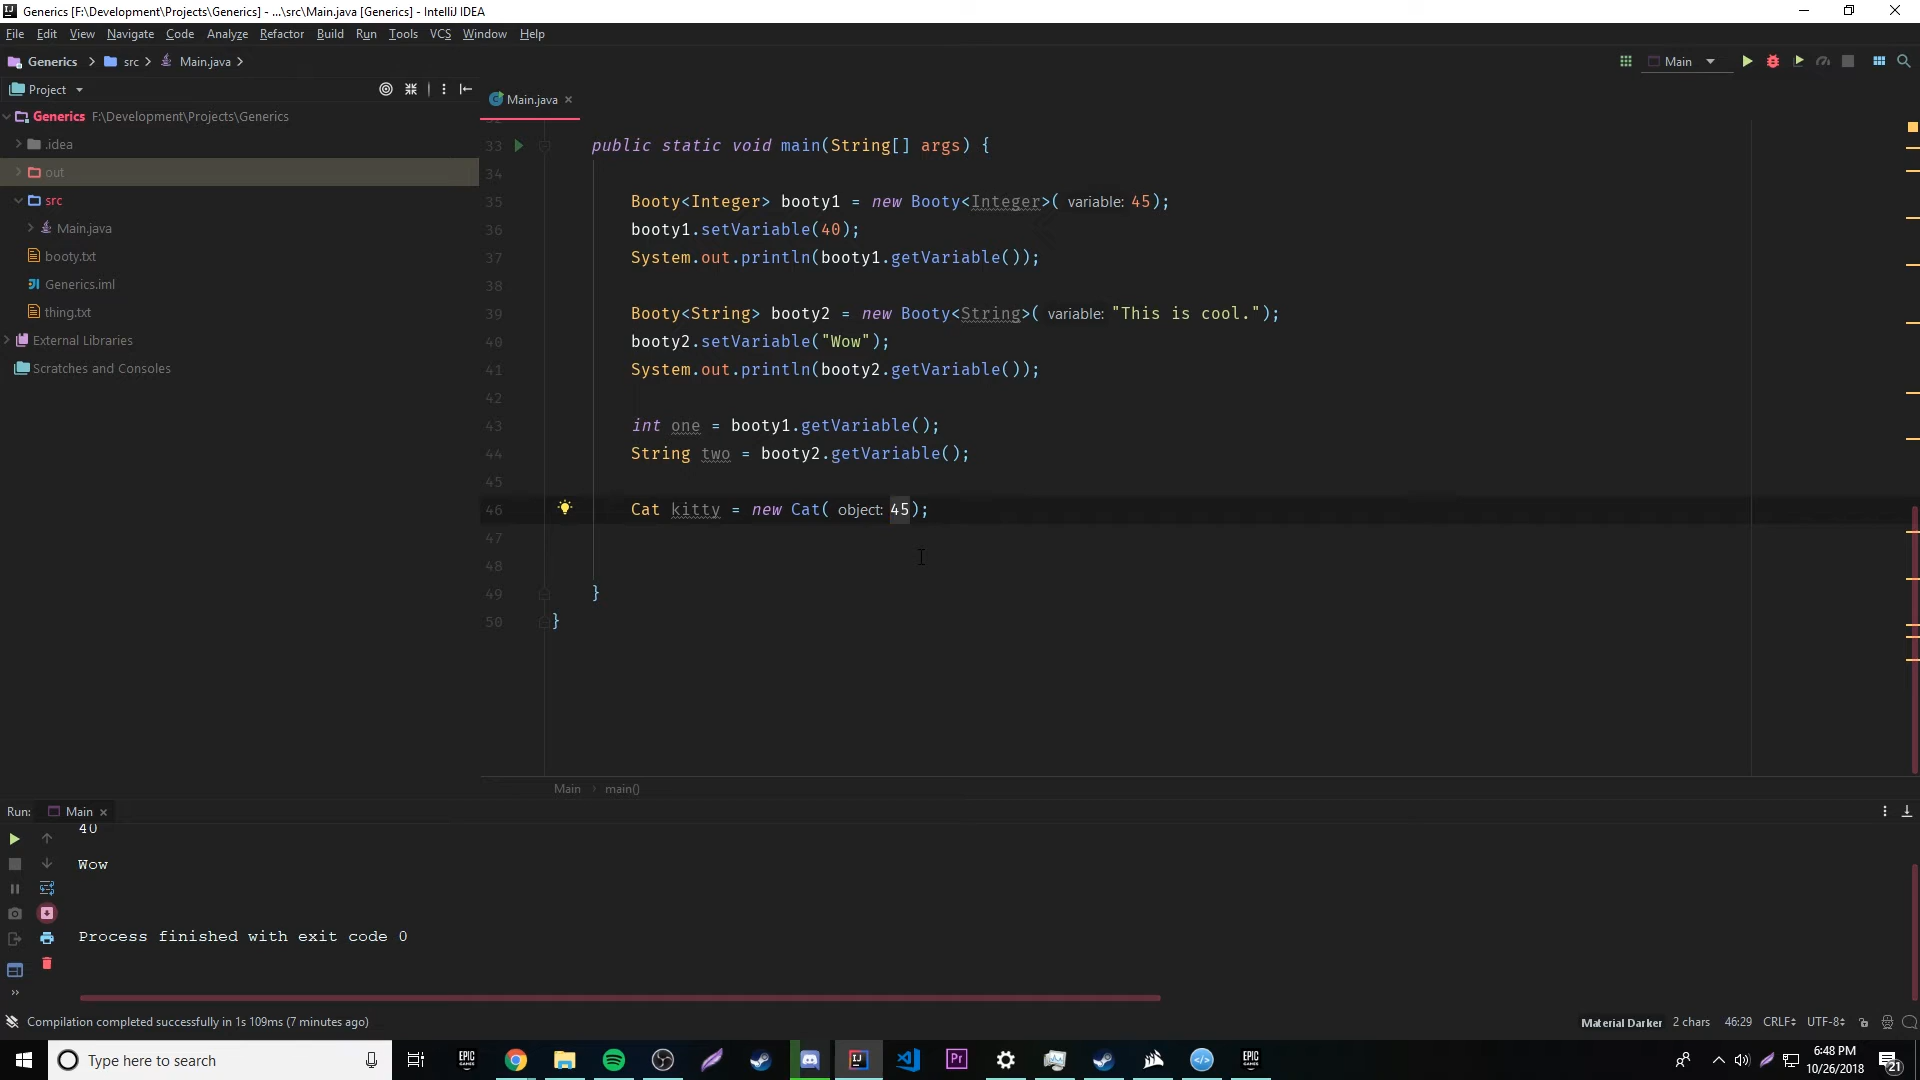 Generics [F:\Development\Projects\Generics] - ...\src\Main.java [Generics] - IntelliJ IDEA
File Edit View Navigate Code Analyze Refactor Build Run Tools VCS Window Help
Generics src Main.java Main
Project
Main.java
Generics F:\Development\Projects\Generics
.idea
out
src
Main.java
booty.txt
Generics.iml
thing.txt
External Libraries
Scratches and Consoles
33 public static void main(String[] args) {
34
35 Booty<Integer> booty1 = new Booty<Integer>( variable: 45);
36 booty1.setVariable(40);
37 System.out.println(booty1.getVariable());
38
39 Booty<String> booty2 = new Booty<String>( variable: "This is cool.");
40 booty2.setVariable("Wow");
41 System.out.println(booty2.getVariable());
42
43 int one = booty1.getVariable();
44 String two = booty2.getVariable();
45
46 Cat kitty = new Cat( object: 45);
47
48
49 }
50 }
Main main()
Run: Main
40
Wow
Process finished with exit code 0
Compilation completed successfully in 1s 109ms (7 minutes ago) Material Darker 2 chars 46:29 CRLF UTF-8
Type here to search
EPIC GAMES
Pr
EPIC GAMES
6:48 PM
10/26/2018
21